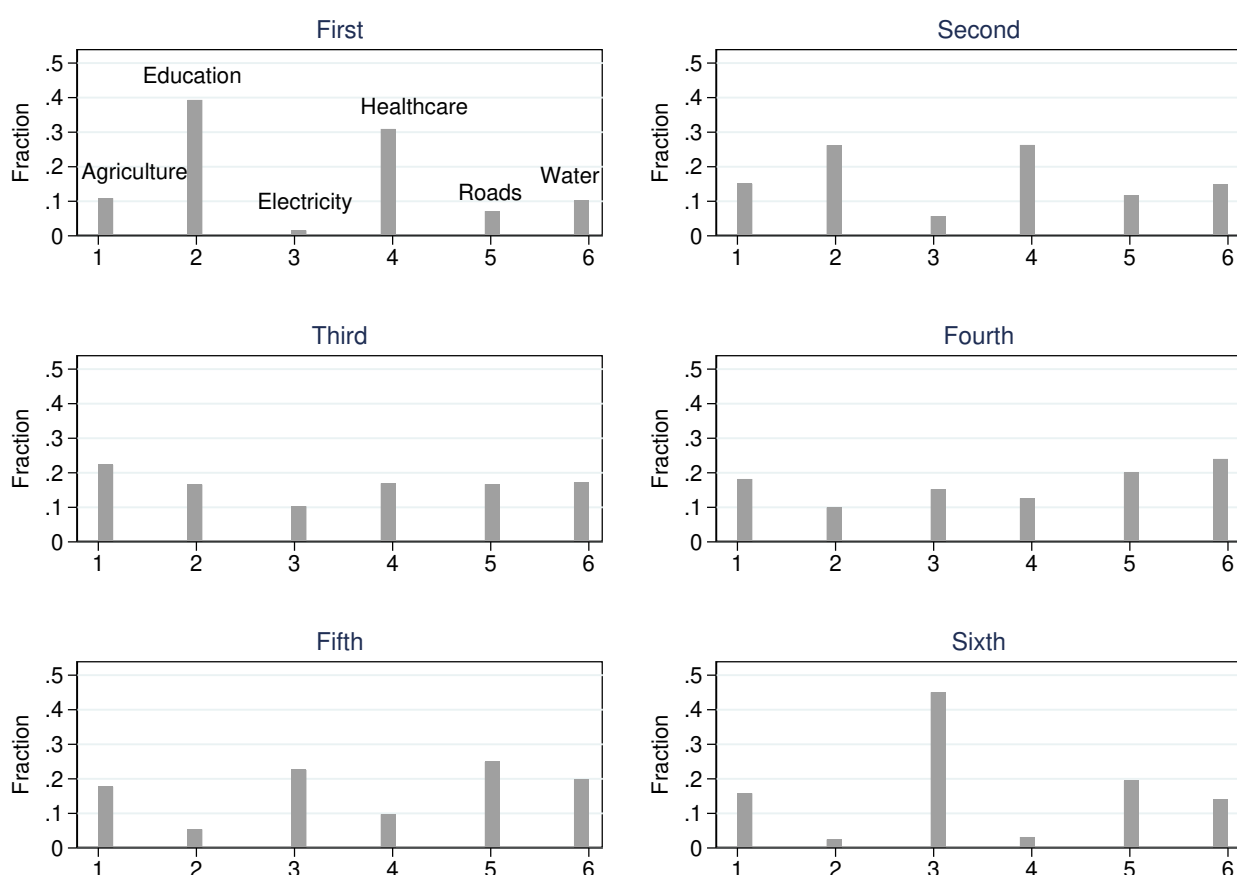 First
Fraction
.5
.4
.3
.2
.1
0
Education
Healthcare
Agriculture
Water
Roads
Electricity
1 2 3 4 5 6
Second
Fraction
.5
.4
.3
.2
.1
0
1 2 3 4 5 6
Third
Fraction
.5
.4
.3
.2
.1
0
1 2 3 4 5 6
Fourth
Fraction
.5
.4
.3
.2
.1
0
1 2 3 4 5 6
Fifth
Fraction
.5
.4
.3
.2
.1
0
1 2 3 4 5 6
Sixth
Fraction
.5
.4
.3
.2
.1
0
1 2 3 4 5 6